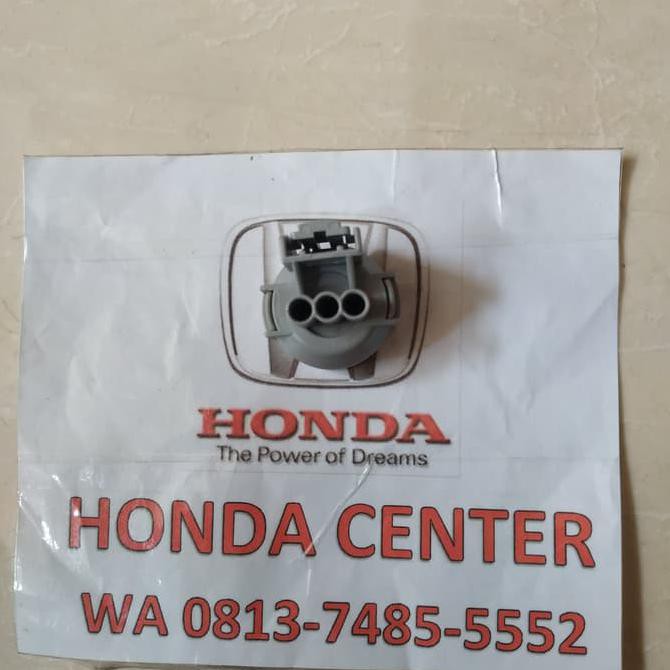 HONDA
The Power of Dreams
HONDA CENTER
WA 0813-7485-5552